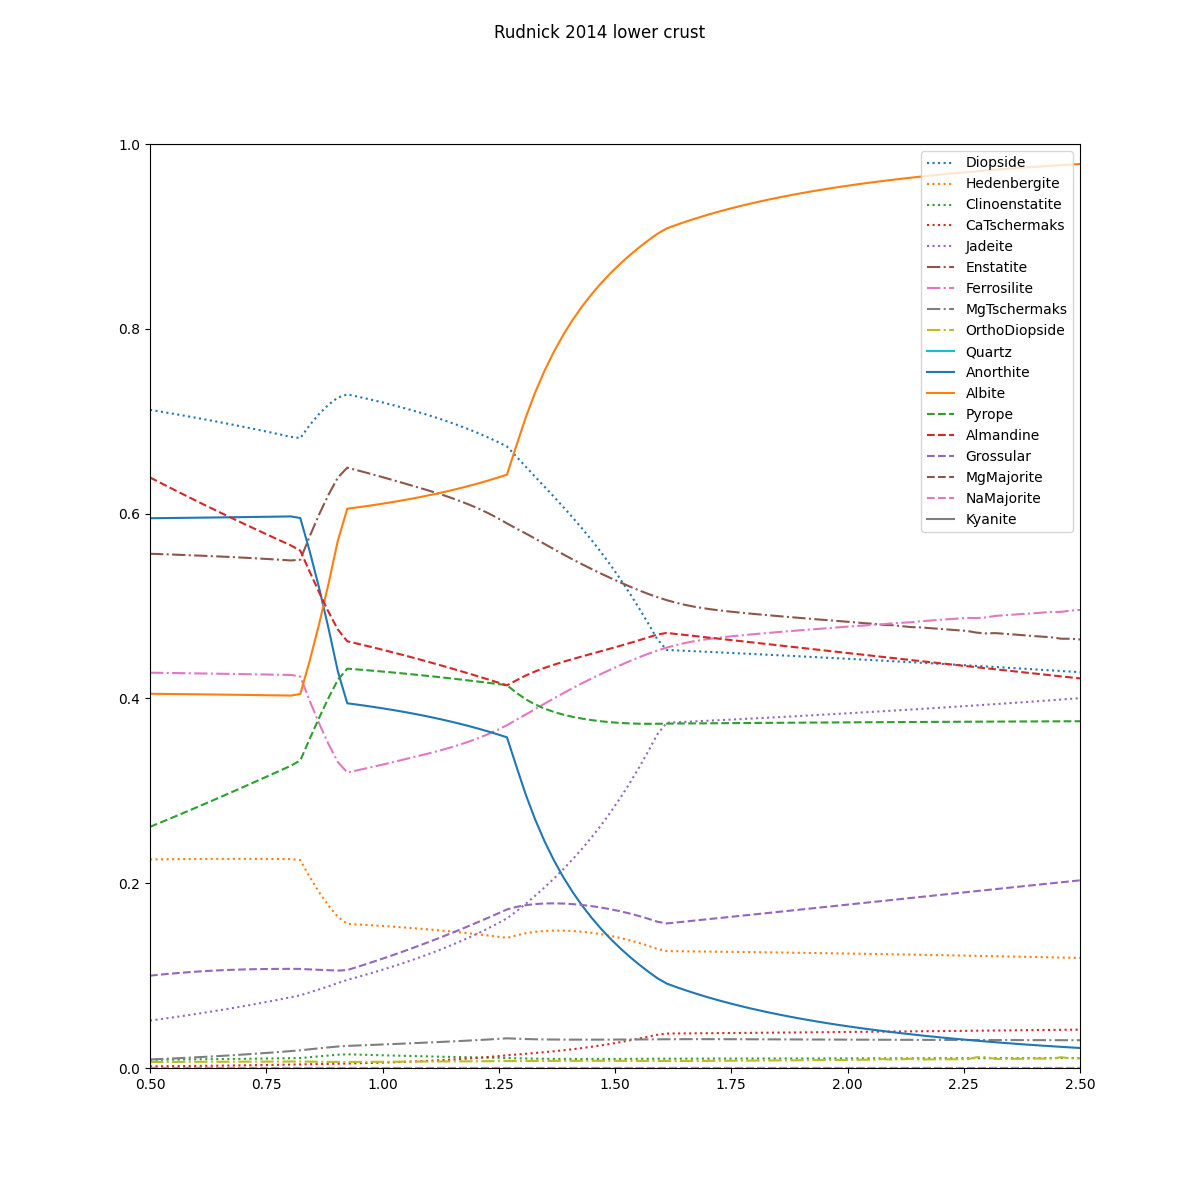 Rudnick 2014 lower crust
1.0
0.8
0.6
0.4
0.2
0.0
0.50
0.75
1.00
1.25
1.50
1.75
2.00
2.25
2.50
Diopside
Hedenbergite
Clinoenstatite
CaTschermaks
Jadeite
Enstatite
Ferrosilite
MgTschermaks
OrthoDiopside
Quartz
Anorthite
Albite
Pyrope
Almandine
Grossular
MgMajorite
NaMajorite
Kyanite